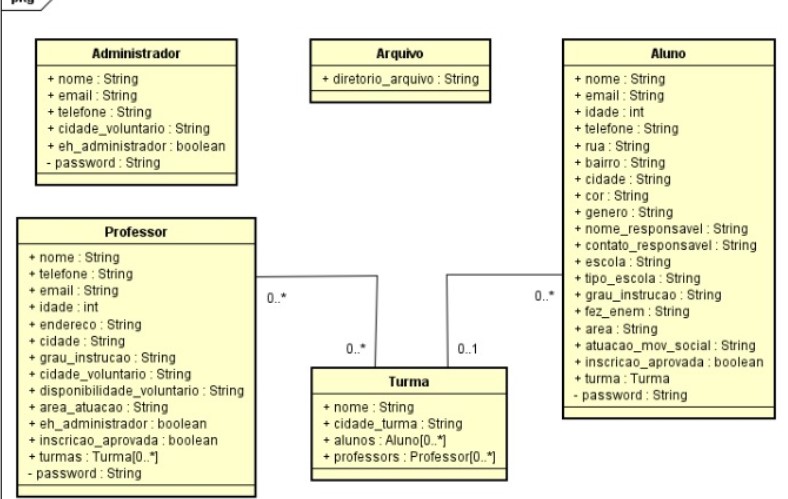 Administrador
+ nome : String
+ email : String
+ telefone : String
+ cidade_voluntario : String
+ eh_administrador : boolean
- password : String
Arquivo
+ diretorio_arquivo : String
Aluno
+ nome : String
+ email : String
+ idade : int
+ telefone : String
+ rua : String
+ bairro : String
+ cidade : String
+ cor : String
+ genero : String
+ nome_responsavel : String
+ contato_responsavel : String
+ escola : String
+ tipo_escola : String
+ grau_instrucao : String
+ fez_enem : String
+ area : String
+ atuacao_mov_social : String
+ inscricao_aprovada : boolean
+ turma : Turma
- password : String
Professor
+ nome : String
+ telefone : String
+ email : String
+ idade : int
+ endereco : String
+ cidade : String
+ grau_instrucao : String
+ cidade_voluntario : String
+ disponibilidade_voluntario : String
+ area_atuacao : String
+ eh_administrador : boolean
+ inscricao_aprovada : boolean
+ turmas : Turma[0..*]
- password : String
0..*
0..*
0..*
0..1
Turma
+ nome : String
+ cidade_turma : String
+ alunos : Aluno[0..*]
+ professors : Professor[0..*]